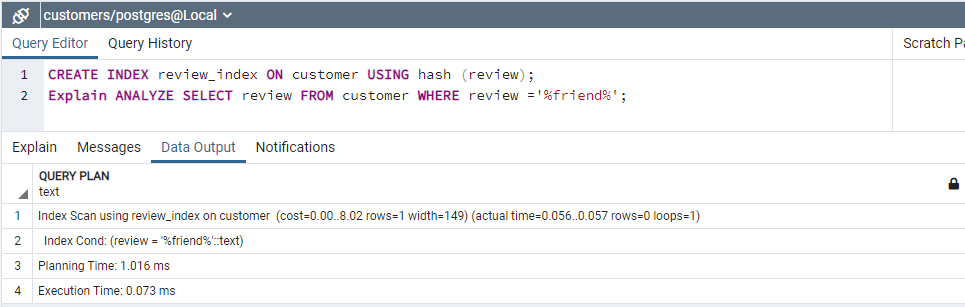 customers/postgres@Local
Query Editor Query History Scratch Pa
1 CREATE INDEX review_index ON customer USING hash (review);
2 Explain ANALYZE SELECT review FROM customer WHERE review ='%friend%';
Explain Messages Data Output Notifications
QUERY PLAN
text
1 Index Scan using review_index on customer (cost=0.00..8.02 rows=1 width=149) (actual time=0.056..0.057 rows=0 loops=1)
2 Index Cond: (review = '%friend%'::text)
3 Planning Time: 1.016 ms
4 Execution Time: 0.073 ms